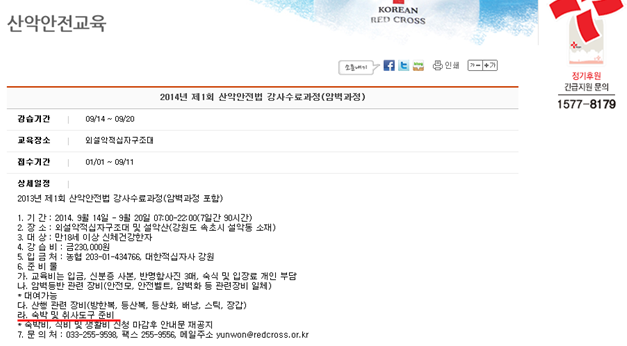 산악안전교육
KOREAN
RED CROSS
소셜내보내기
인쇄
가- 가+
정기후원
긴급지원 문의
1577-8179
2014년 제1회 산악안전법 강사수료과정(암벽과정)
강습기간 09/14 ~ 09/20
교육장소 외설악적십자구조대
접수기간 01/01 ~ 09/11
상세일정
2013년 제1회 산악안전법 강사수료과정(암벽과정 포함)
1. 기 간 : 2014. 9월 14일 - 9월 20일 07:00-22:00(7일간 90시간)
2. 장 소 : 외설악적십자구조대 및 설악산(강원도 속초시 설악동 소재)
3. 대 상 : 만18세 이상 신체건강한자
4. 강 습 비 : 금230,000원
5. 입 금 처 : 농협 203-01-434766, 대한적십자사 강원
6. 준 비 물
가. 교육비는 입금, 신분증 사본, 반명함사진 3매, 숙식 및 입장료 개인 부담
나. 암벽등반 관련 장비(안전모, 안전벨트, 암벽화 등 관련장비 일체)
* 대여가능
다. 산행 관련 장비(방한복, 등산복, 등산화, 배낭, 스틱, 장갑)
라. 숙박 및 취사도구 준비
* 숙박비, 식비 및 생활비 신청 마감후 안내문 재공지
7. 문 의 처 : 033-255-9598, 팩스 255-9556, 메일주소 yunwon@redcross.or.kr